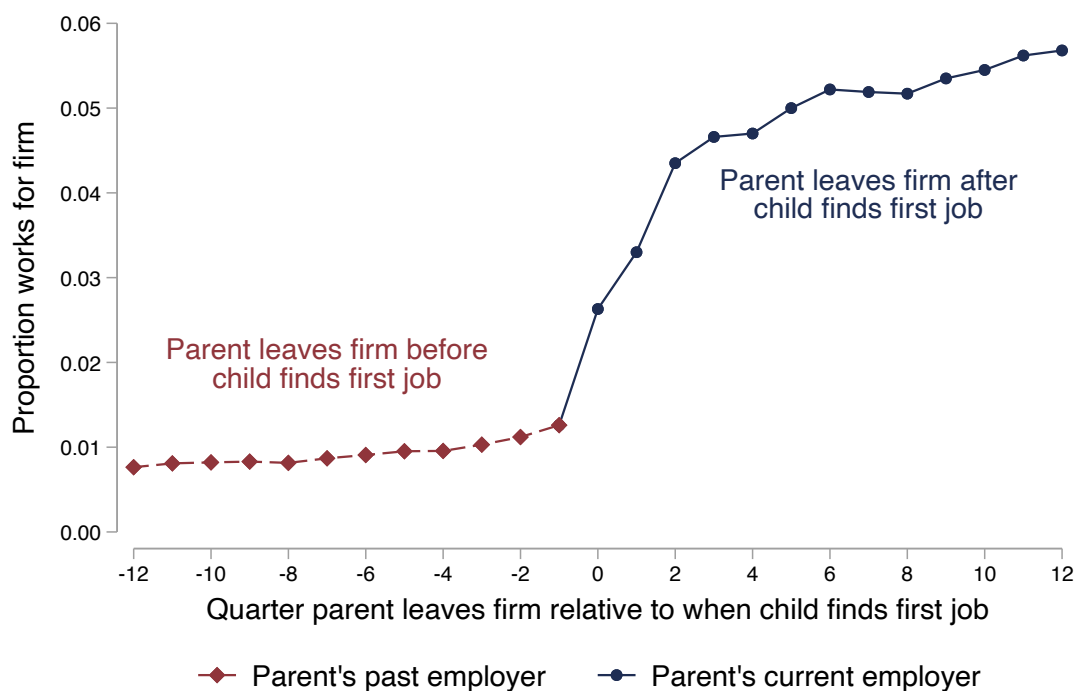 0.06
0.05
0.04
0.03
0.02
0.01
0.00
Proportion works for firm
Parent leaves firm after
child finds first job
Parent leaves firm before
child finds first job
-12 -10 -8 -6 -4 -2 0 2 4 6 8 10 12
Quarter parent leaves firm relative to when child finds first job
Parent's past employer Parent's current employer